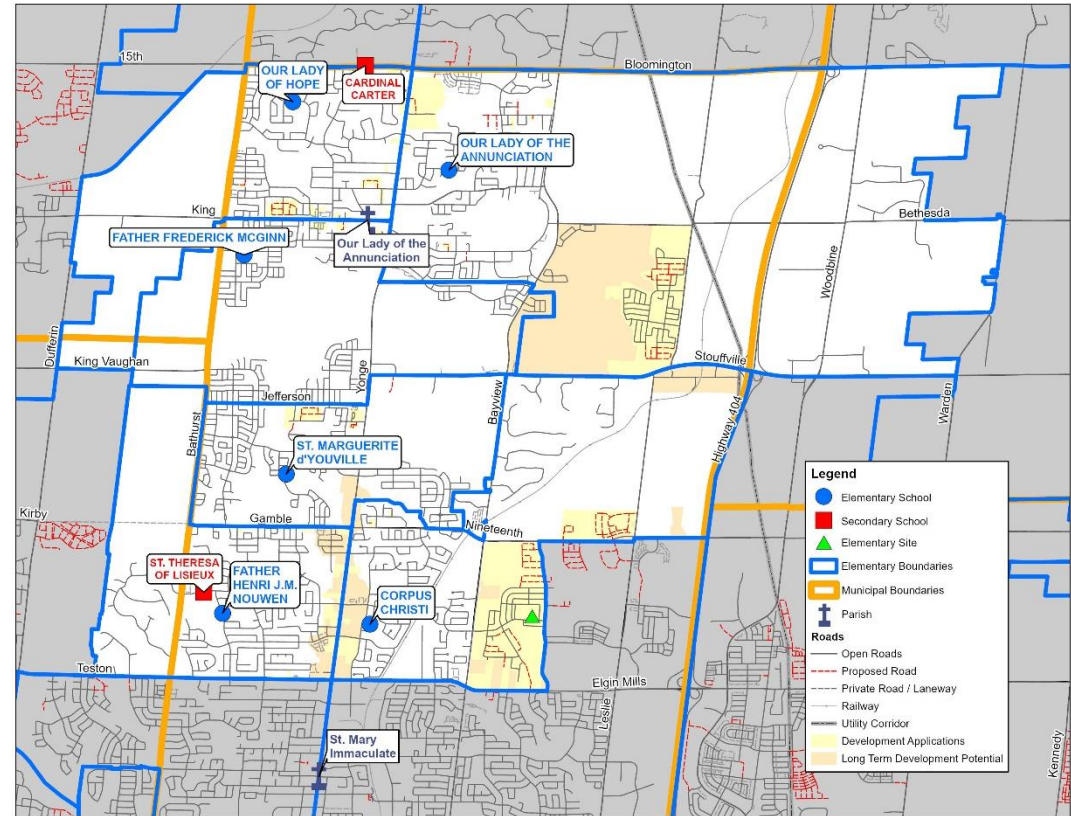 15th
Bloomington
OUR LADY
OF HOPE
CARDINAL
CARTER
OUR LADY OF THE
ANNUNCIATION
King
Bethesda
FATHER FREDERICK MCGINN
Our Lady of the
Annunciation
Dufferin
King Vaughan
Bathurst
Jefferson
Yonge
Bayview
Stouffville
Highway 404
Woodbine
Warden
ST. MARGUERITE
d'YOUVILLE
Kirby
Gamble
Nineteenth
ST. THERESA
OF LISIEUX
FATHER
HENRI J.M.
NOUWEN
CORPUS
CHRISTI
Teston
Elgin Mills
Leslie
Kennedy
St. Mary
Immaculate
Legend
Elementary School
Secondary School
Elementary Site
Elementary Boundaries
Municipal Boundaries
Parish
Roads
Open Roads
Proposed Road
Private Road / Laneway
Railway
Utility Corridor
Development Applications
Long Term Development Potential